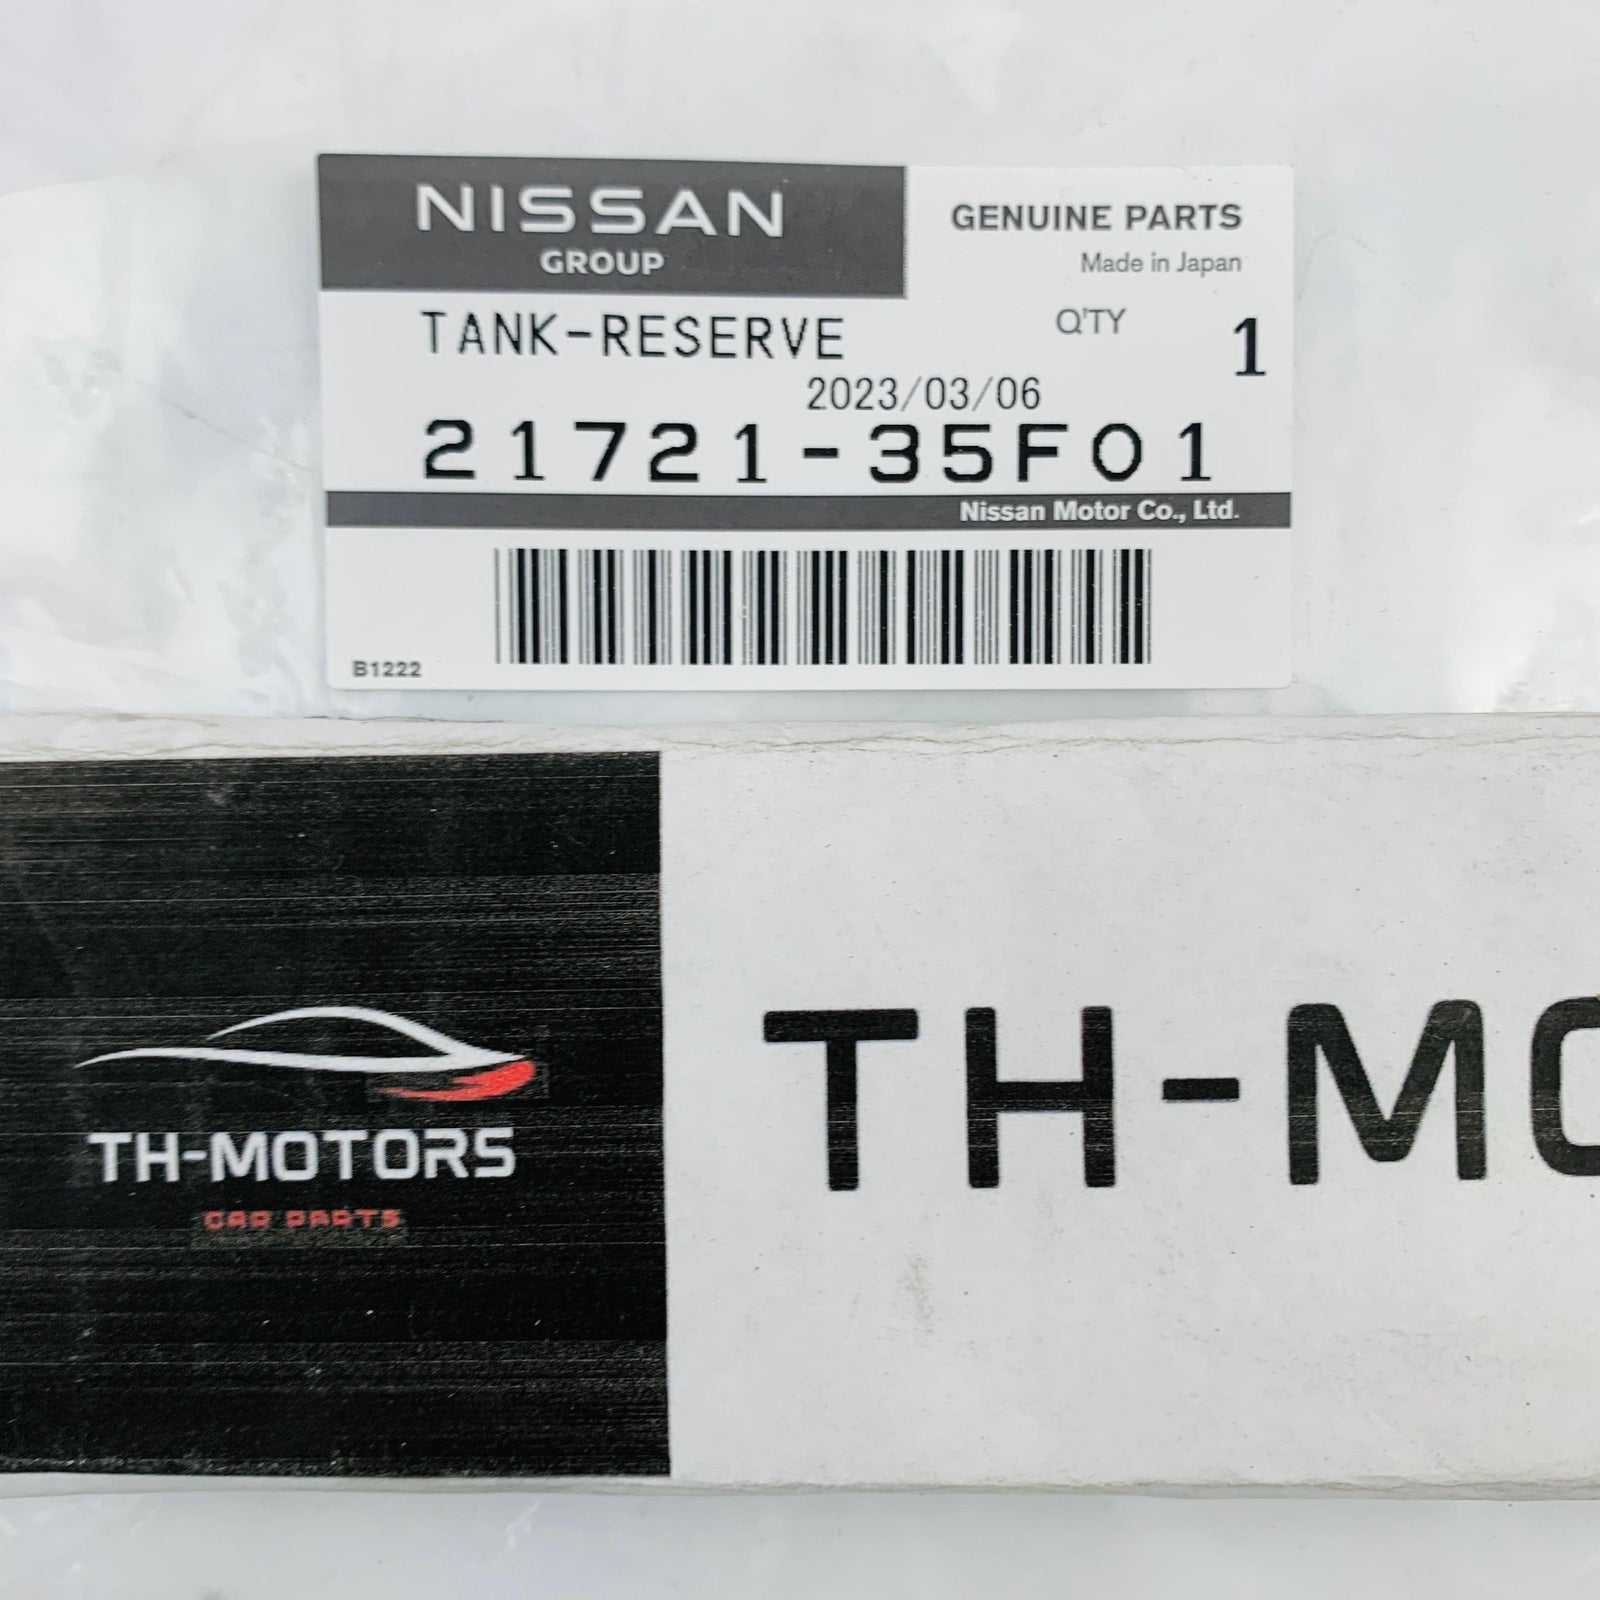 NISSAN
GROUP
GENUINE PARTS
Made in Japan
TANK-RESERVE
Q'TY 1
2023/03/06
21721-35F01
Nissan Motor Co., Ltd.
B1222
TH-MOTORS
CAR PARTS
TH-MO